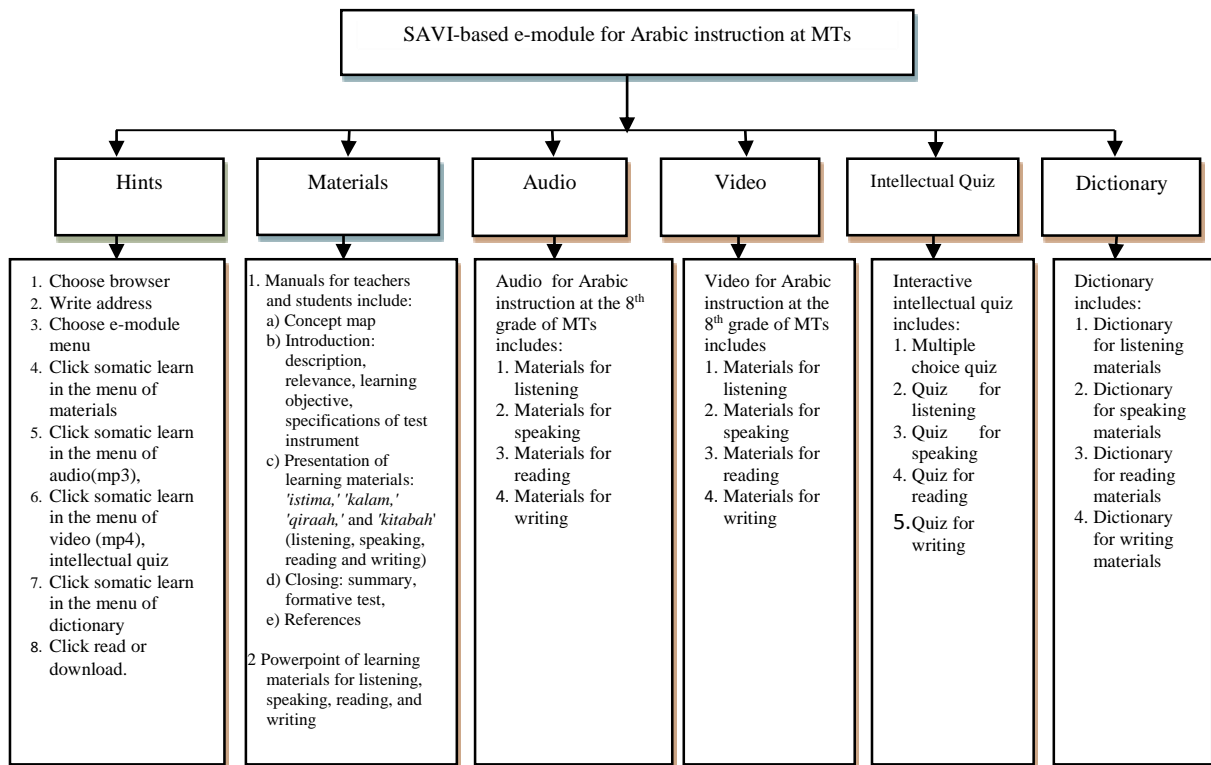 SAVI-based e-module for Arabic instruction at MTs
Hints
Materials
Audio
Video
Intellectual Quiz
Dictionary
1. Choose browser
2. Write address
3. Choose e-module
menu
4. Click somatic learn
in the menu of
materials
5. Click somatic learn
in the menu of
audio(mp3),
6. Click somatic learn
in the menu of
video (mp4),
intellectual quiz
7. Click somatic learn
in the menu of
dictionary
8. Click read or
download.
1. Manuals for teachers
and students include:
a) Concept map
b) Introduction:
description,
relevance, learning
objective,
specifications of test
instrument
c) Presentation of
learning materials:
'istima,' 'kalam,'
'qiraah,' and 'kitabah'
(listening, speaking,
reading and writing)
d) Closing: summary,
formative test,
e) References
2 Powerpoint of learning
materials for listening,
speaking, reading, and
writing
Audio for Arabic
instruction at the 8th
grade of MTs
includes:
1. Materials for
listening
2. Materials for
speaking
3. Materials for
reading
4. Materials for
writing
Video for Arabic
instruction at the
8th grade of MTs
includes
1. Materials for
listening
2. Materials for
speaking
3. Materials for
reading
4. Materials for
writing
Interactive
intellectual quiz
includes:
1. Multiple
choice quiz
2. Quiz for
listening
3. Quiz for
speaking
4. Quiz for
reading
5. Quiz for
writing
Dictionary
includes:
1. Dictionary
for listening
materials
2. Dictionary
for speaking
materials
3. Dictionary
for reading
materials
4. Dictionary
for writing
materials